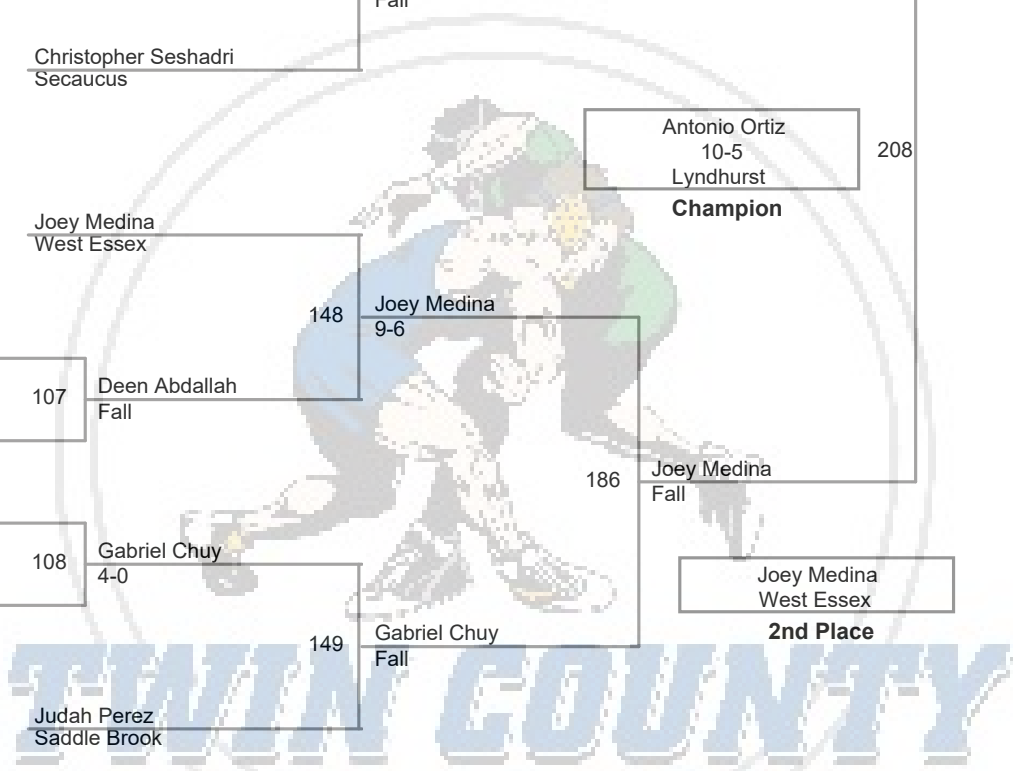 Fall
Christopher Seshadri
Secaucus
Antonio Ortiz
10-5
Lyndhurst
208
Champion
Joey Medina
West Essex
148
Joey Medina
9-6
107
Deen Abdallah
Fall
186
Joey Medina
Fall
108
Gabriel Chuy
4-0
Joey Medina
West Essex
2nd Place
149
Gabriel Chuy
Fall
Judah Perez
Saddle Brook
TWIN COUNTY